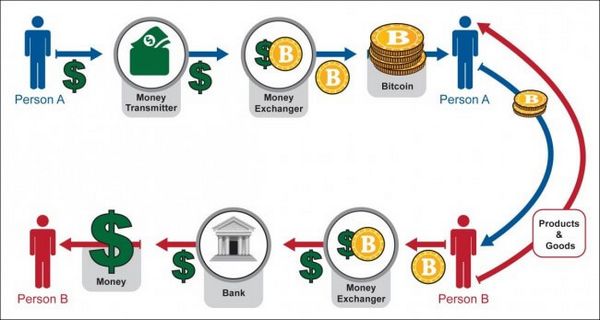 Person A
Money
Transmitter
Money
Exchanger
Bitcoin
Person A
Products
&
Goods
Person B
Money
Bank
Money
Exchanger
Person B